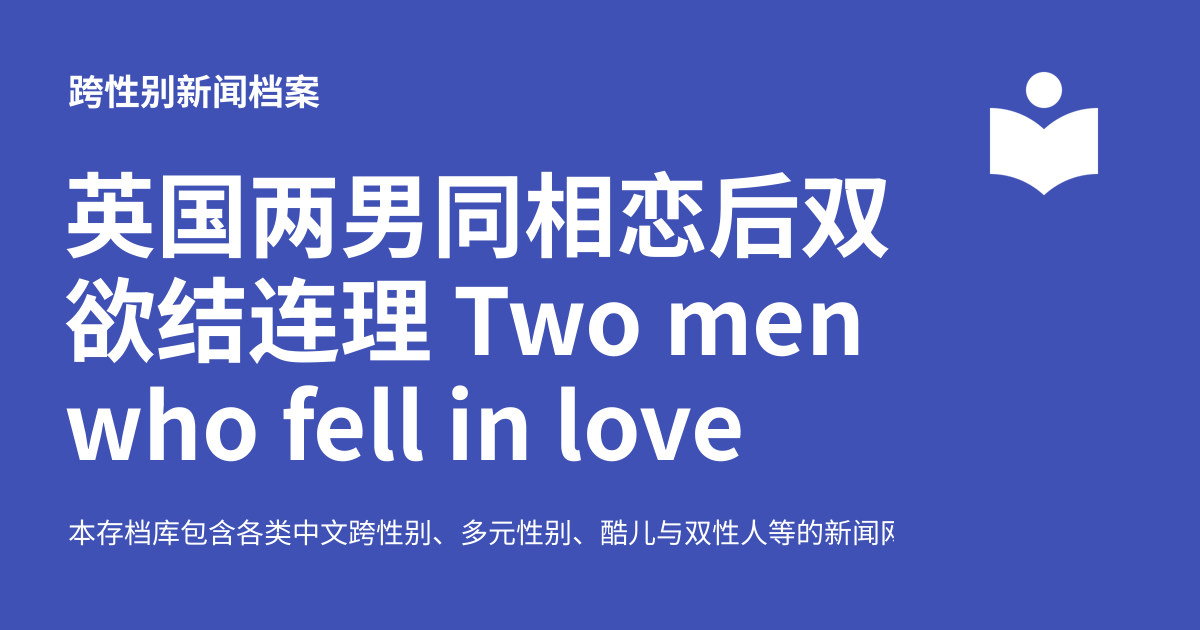 跨性别新闻档案
英国两男同相恋后双
欲结连理 Two men
who fell in love
本存档库包含各类中文跨性别、多元性别、酷儿与双性人等的新闻